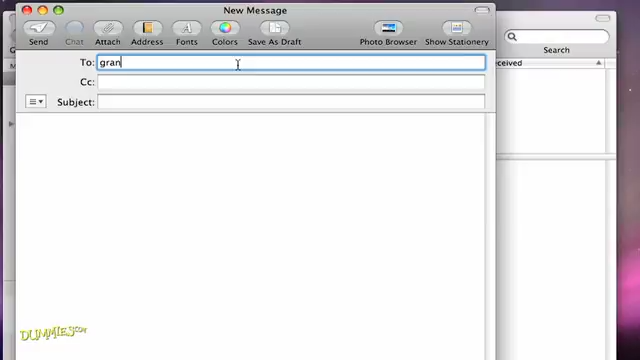 New Message
Send Chat Attach Address Fonts Colors Save As Draft Photo Browser Show Stationery
Search
To: gran
eceived
Cc:
Subject:
DUMMIES.COM